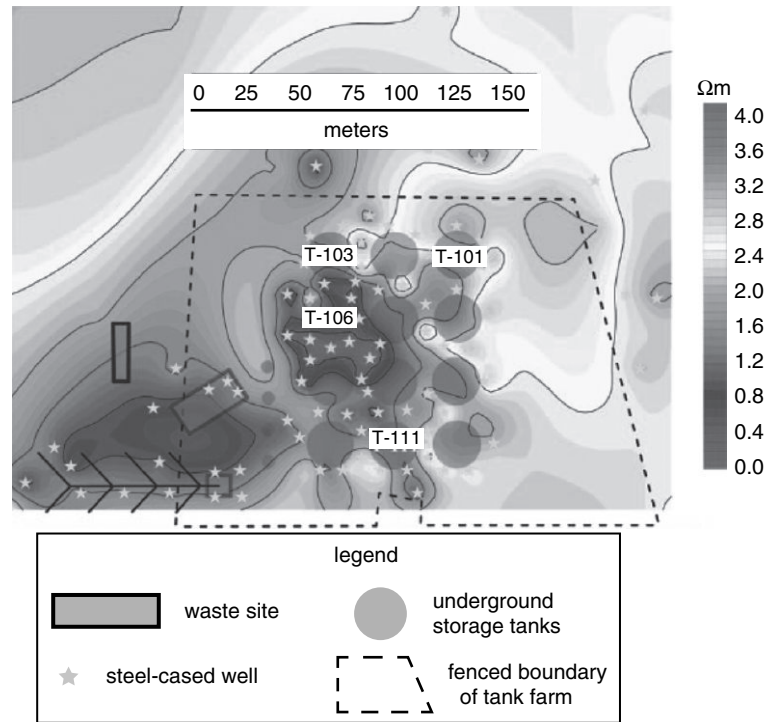 0 25 50 75 100 125 150
meters
Ωm
4.0
3.6
3.2
2.8
2.4
2.0
1.6
1.2
0.8
0.4
0.0
T-103
T-101
T-106
T-111
legend
waste site
underground
storage tanks
steel-cased well
fenced boundary
of tank farm